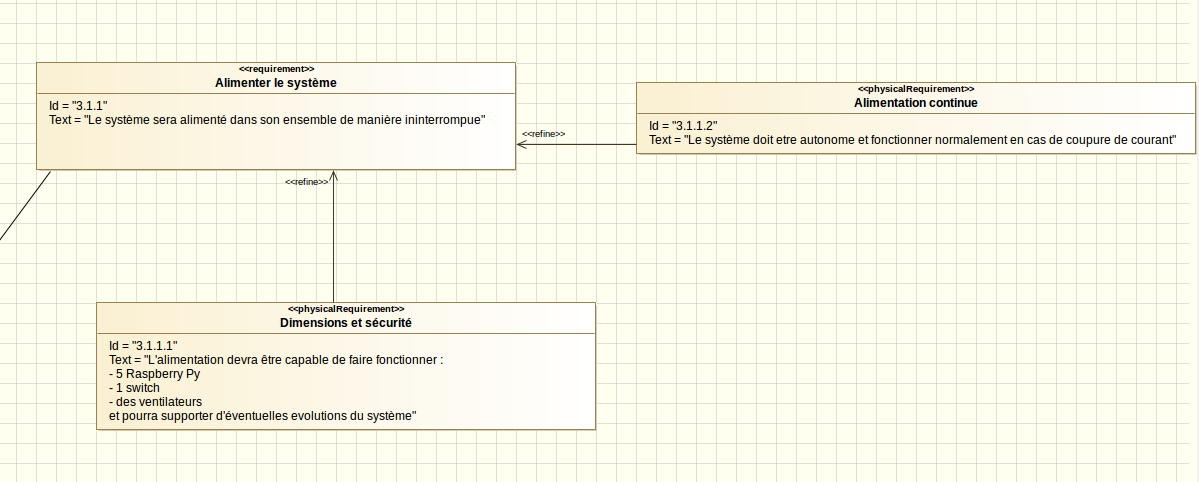 <<requirement>>
Alimenter le système
Id = "3.1.1"
Text = "Le système sera alimenté dans son ensemble de manière ininterrompue"
<<physicalRequirement>>
Alimentation continue
Id = "3.1.1.2"
Text = "Le système doit etre autonome et fonctionner normalement en cas de coupure de courant"
<<refine>>
<<refine>>
<<physicalRequirement>>
Dimensions et sécurité
Id = "3.1.1.1"
Text = "L'alimentation devra être capable de faire fonctionner :
- 5 Raspberry Py
- 1 switch
- des ventilateurs
et pourra supporter d'éventuelles evolutions du système"